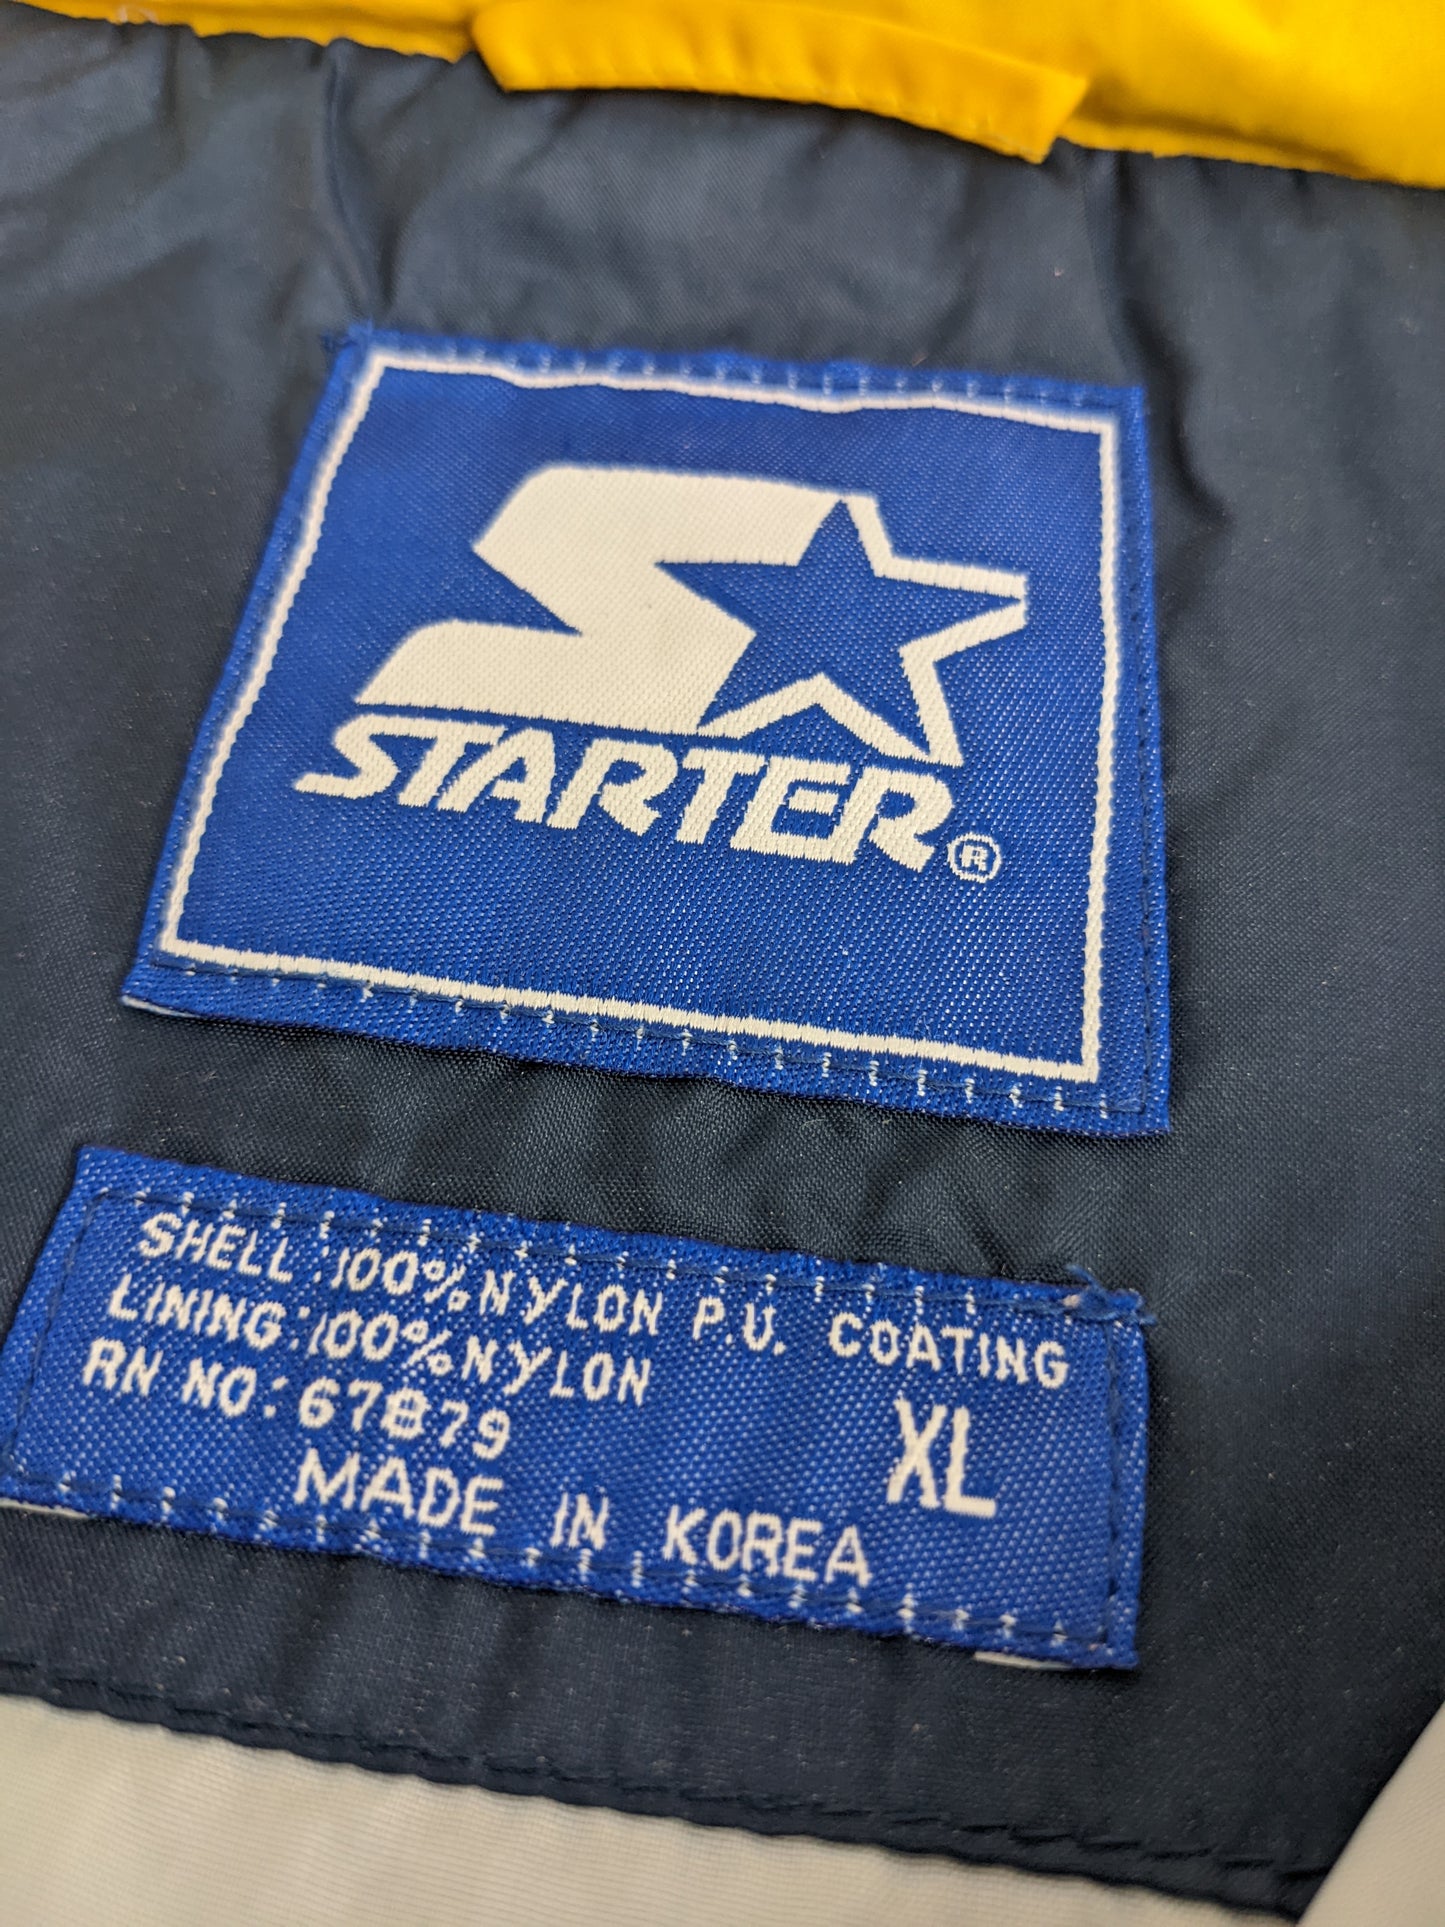 STARTER®
SHELL:100%NYLON P.U. COATING
LINING:100%NYLON
RN NO:67879
XL
MADE IN KOREA